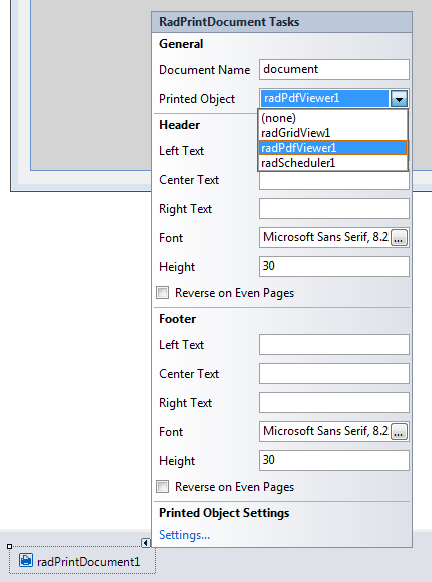 RadPrintDocument Tasks
General
Document Name document
Printed Object radPdfViewer1
(none)
radGridView1
radPdfViewer1
radScheduler1
Header
Left Text
Center Text
Right Text
Font Microsoft Sans Serif, 8.2 ...
Height 30
Reverse on Even Pages
Footer
Left Text
Center Text
Right Text
Font Microsoft Sans Serif, 8.2 ...
Height 30
Reverse on Even Pages
Printed Object Settings
Settings...
radPrintDocument1